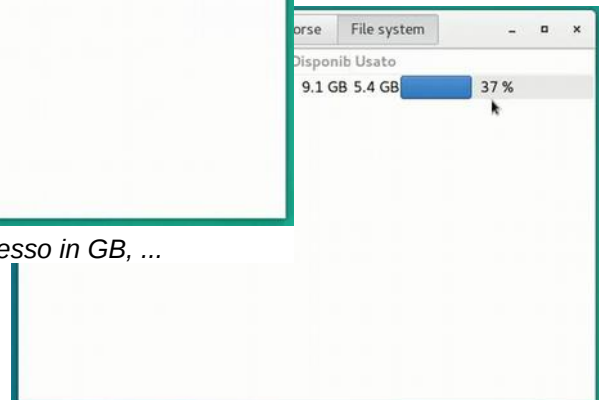 orse File system
Disponib Usato
9.1 GB 5.4 GB 37 %
esso in GB, ...